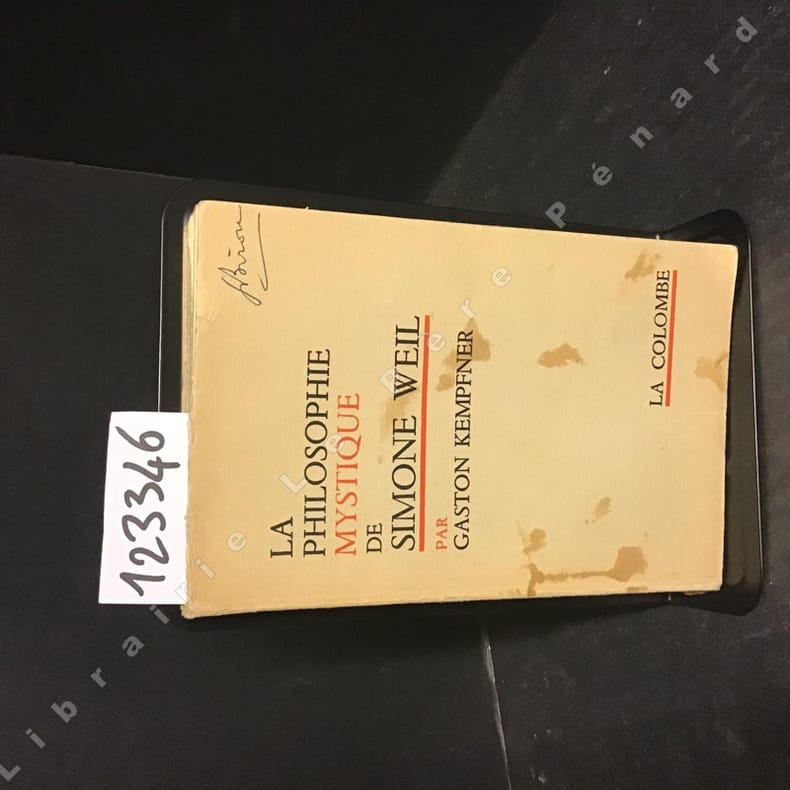 123346
LA
PHILOSOPHIE
MYSTIQUE
DE
SIMONE WEIL
PAR
GASTON KEMPFNER
LA COLOMBE
Librairie Le Père Pénard